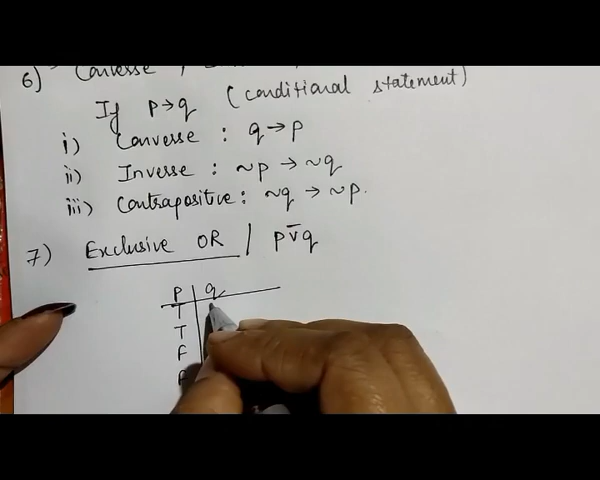 6) Converse,
If p→q (conditional statement)
i) Converse : q→p
ii) Inverse : ~p → ~q
iii) Contrapositive : ~q → ~p.
7) Exclusive OR / p⊻q
p q
T
T
F